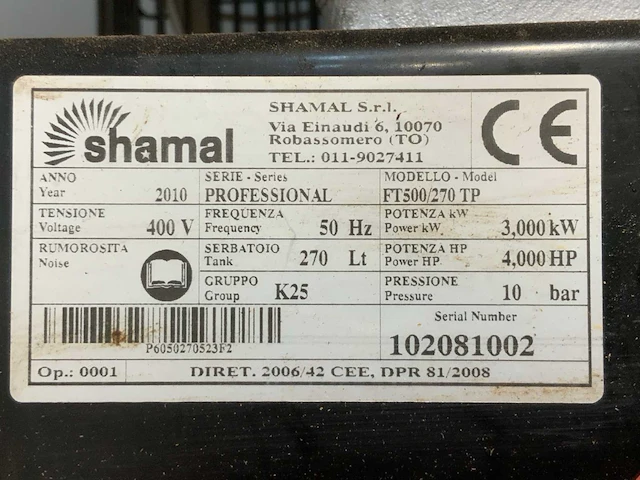 shamal
SHAMAL S.r.l.
Via Einaudi 6, 10070
Robassomero (TO)
TEL.: 011-9027411
CE
ANNO
Year 2010
SERIE - Series
PROFESSIONAL
MODELLO - Model
FT500/270 TP
TENSIONE
Voltage 400 V
FREQUENZA
Frequency 50 Hz
POTENZA kW
Power kW. 3,000 kW
RUMOROSITA
Noise
SERBATOIO
Tank 270 Lt
POTENZA HP
Power HP. 4,000 HP
GRUPPO
Group K25
PRESSIONE
Pressure 10 bar
P6050270523F2
Serial Number
102081002
Op.: 0001
DIRET. 2006/42 CEE, DPR 81/2008